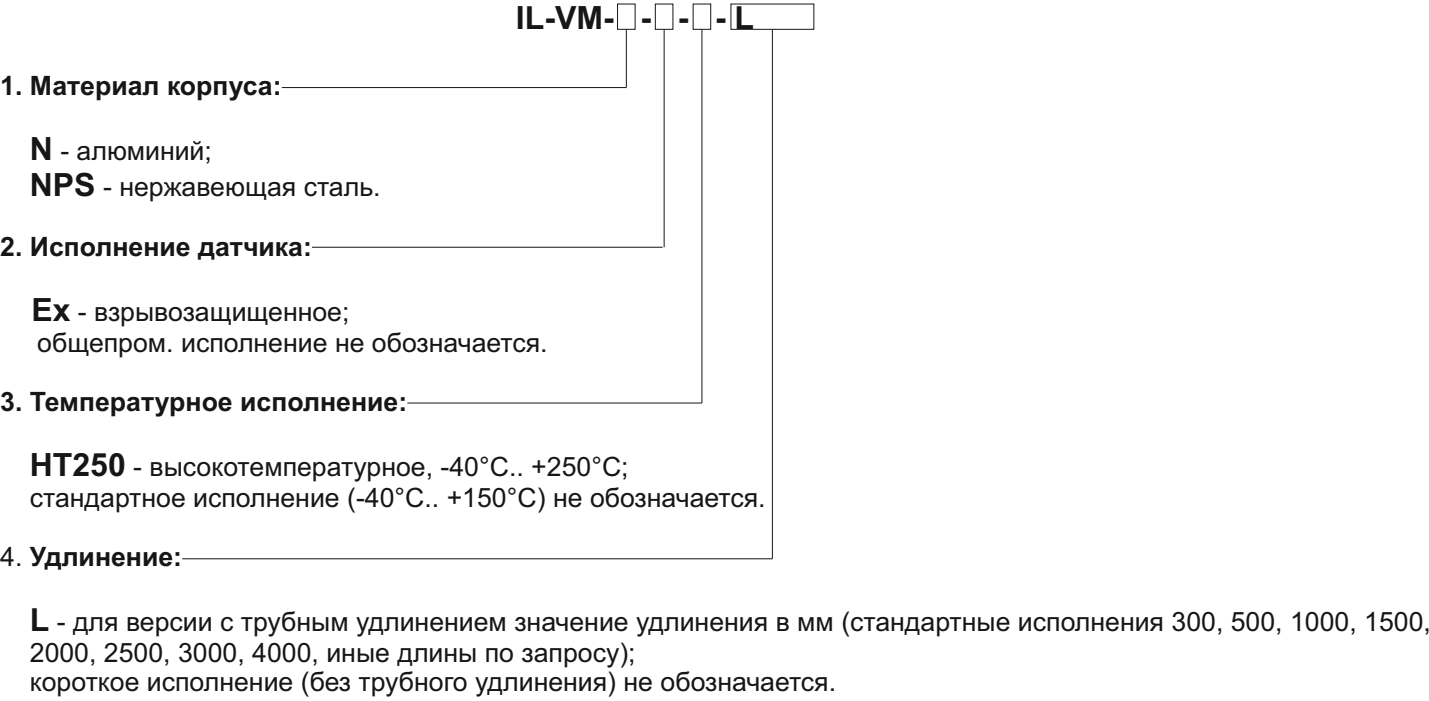 IL-VM-□-□-□-L
1. Материал корпуса:
N - алюминий;
NPS - нержавеющая сталь.
2. Исполнение датчика:
Ex - взрывозащищенное;
общепром. исполнение не обозначается.
3. Температурное исполнение:
HT250 - высокотемпературное, -40°С.. +250°С;
стандартное исполнение (-40°С.. +150°С) не обозначается.
4. Удлинение:
L - для версии с трубным удлинением значение удлинения в мм (стандартные исполнения 300, 500, 1000, 1500,
2000, 2500, 3000, 4000, иные длины по запросу);
короткое исполнение (без трубного удлинения) не обозначается.